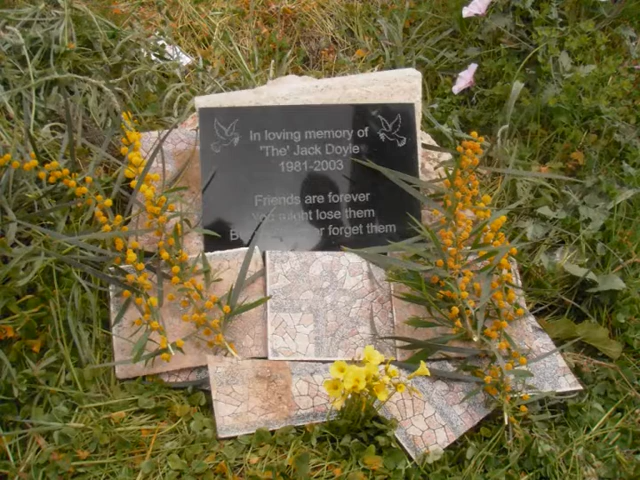 In loving memory of
'The' Jack Doyle
1981-2003
Friends are forever
You might lose them
forget them